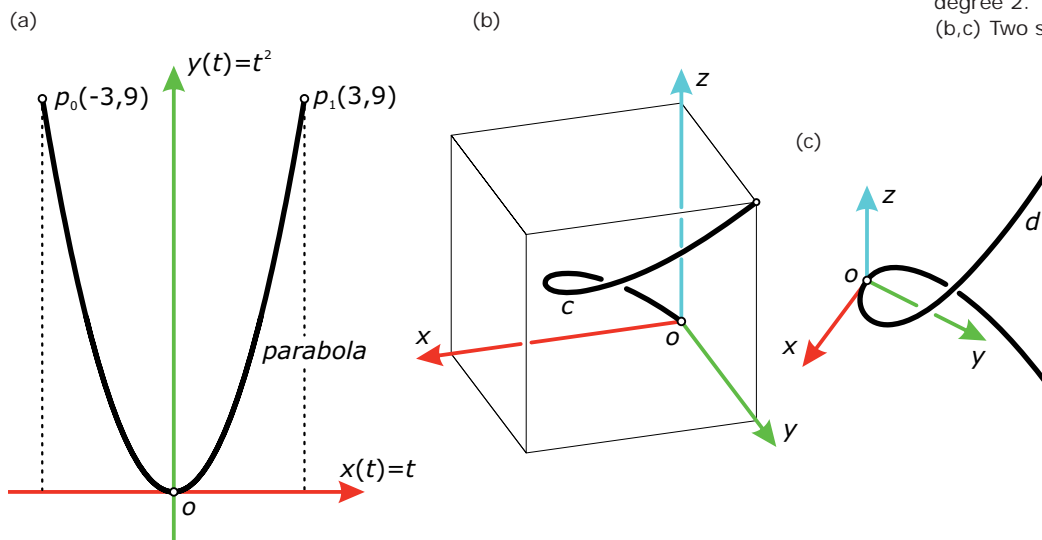 degree 2.
(b,c) Two s
(a)
y(t)=t²
p₀(-3,9)
p₁(3,9)
parabola
x(t)=t
o
(b)
z
c
x
o
y
(c)
z
d
o
x
y